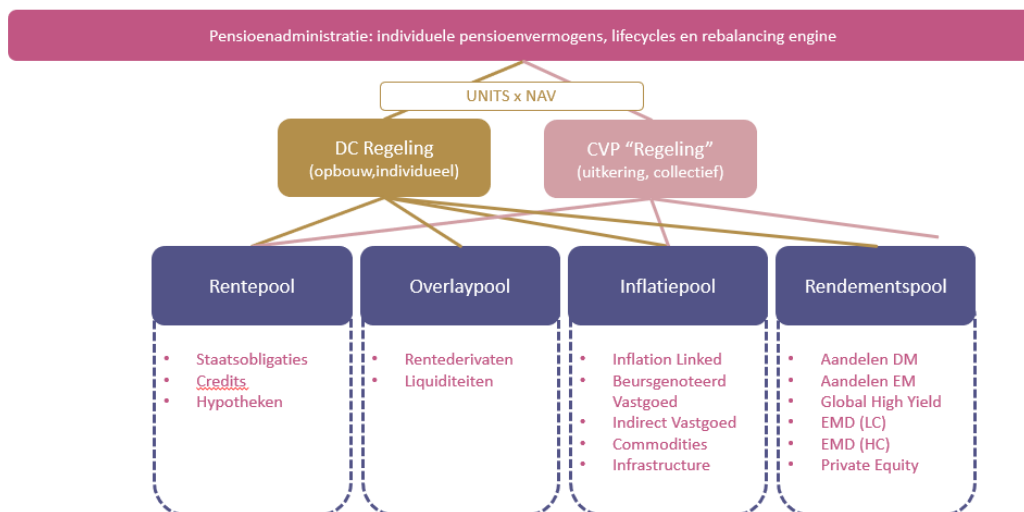 Pensioenadministratie: individuele pensioenvermogens, lifecycles en rebalancing engine
UNITS x NAV
DC Regeling
(opbouw,individueel)
CVP “Regeling”
(uitkering, collectief)
Rentepool
Overlaypool
Inflatiepool
Rendementspool
• Staatsobligaties
• Credits
• Hypotheken
• Rentederivaten
• Liquiditeiten
• Inflation Linked
• Beursgenoteerd
Vastgoed
• Indirect Vastgoed
• Commodities
• Infrastructure
• Aandelen DM
• Aandelen EM
• Global High Yield
• EMD (LC)
• EMD (HC)
• Private Equity